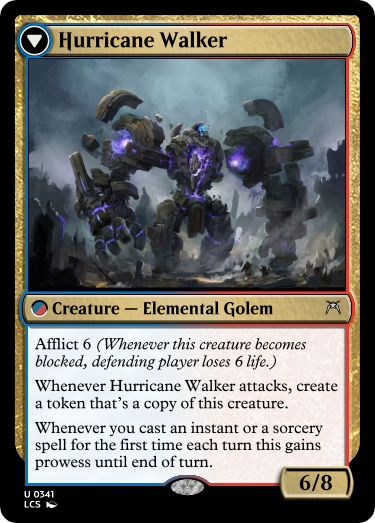 Hurricane Walker
Creature — Elemental Golem
Afflict 6 (Whenever this creature becomes
blocked, defending player loses 6 life.)
Whenever Hurricane Walker attacks, create
a token that's a copy of this creature.
Whenever you cast an instant or a sorcery
spell for the first time each turn this gains
prowess until end of turn.
6/8
U 0341
LCS